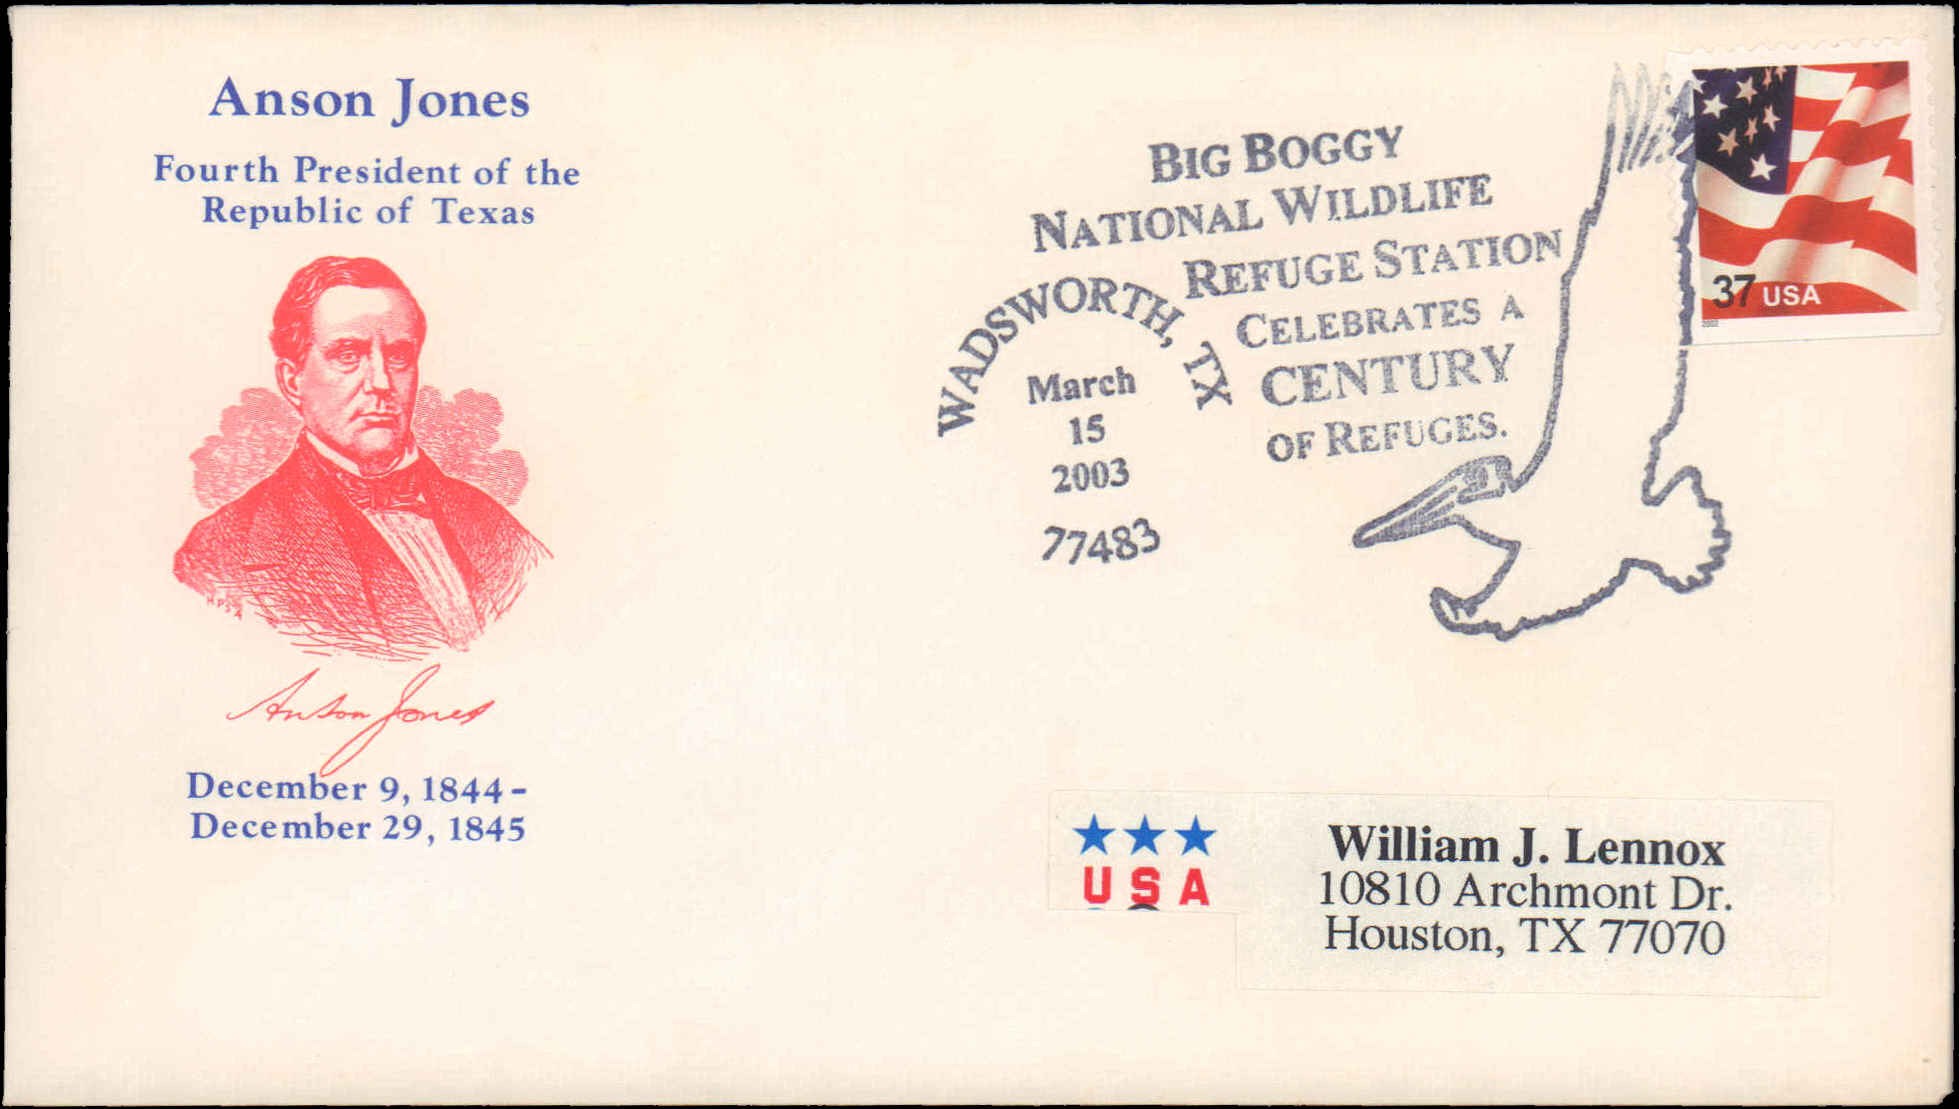 Anson Jones
Fourth President of the
Republic of Texas
HPSA
Anson Jones
December 9, 1844 –
December 29, 1845
BIG BOGGY
NATIONAL WILDLIFE
REFUGE STATION
CELEBRATES A
CENTURY
OF REFUGES.
WADSWORTH, TX
March
15
2003
77483
37 USA
2002
USA
William J. Lennox
10810 Archmont Dr.
Houston, TX 77070